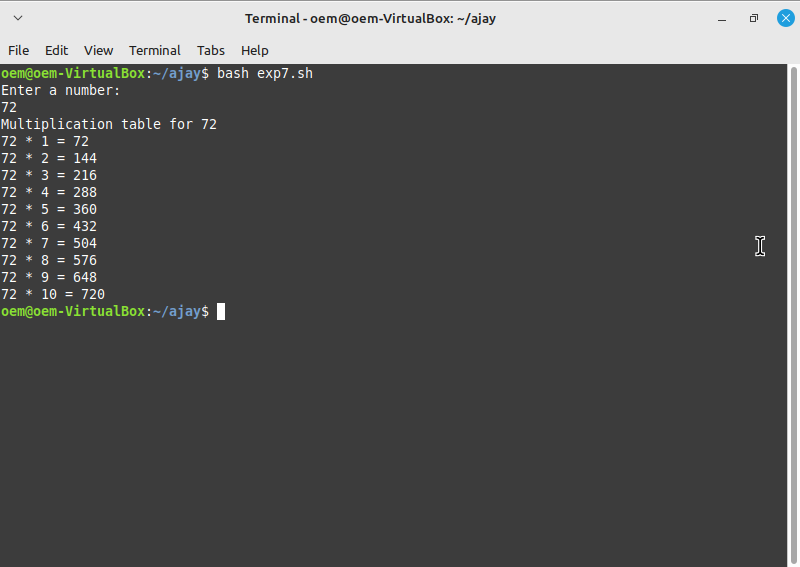 Terminal - oem@oem-VirtualBox: ~/ajay
File Edit View Terminal Tabs Help
oem@oem-VirtualBox:~/ajay$ bash exp7.sh
Enter a number:
72
Multiplication table for 72
72 * 1 = 72
72 * 2 = 144
72 * 3 = 216
72 * 4 = 288
72 * 5 = 360
72 * 6 = 432
72 * 7 = 504
72 * 8 = 576
72 * 9 = 648
72 * 10 = 720
oem@oem-VirtualBox:~/ajay$